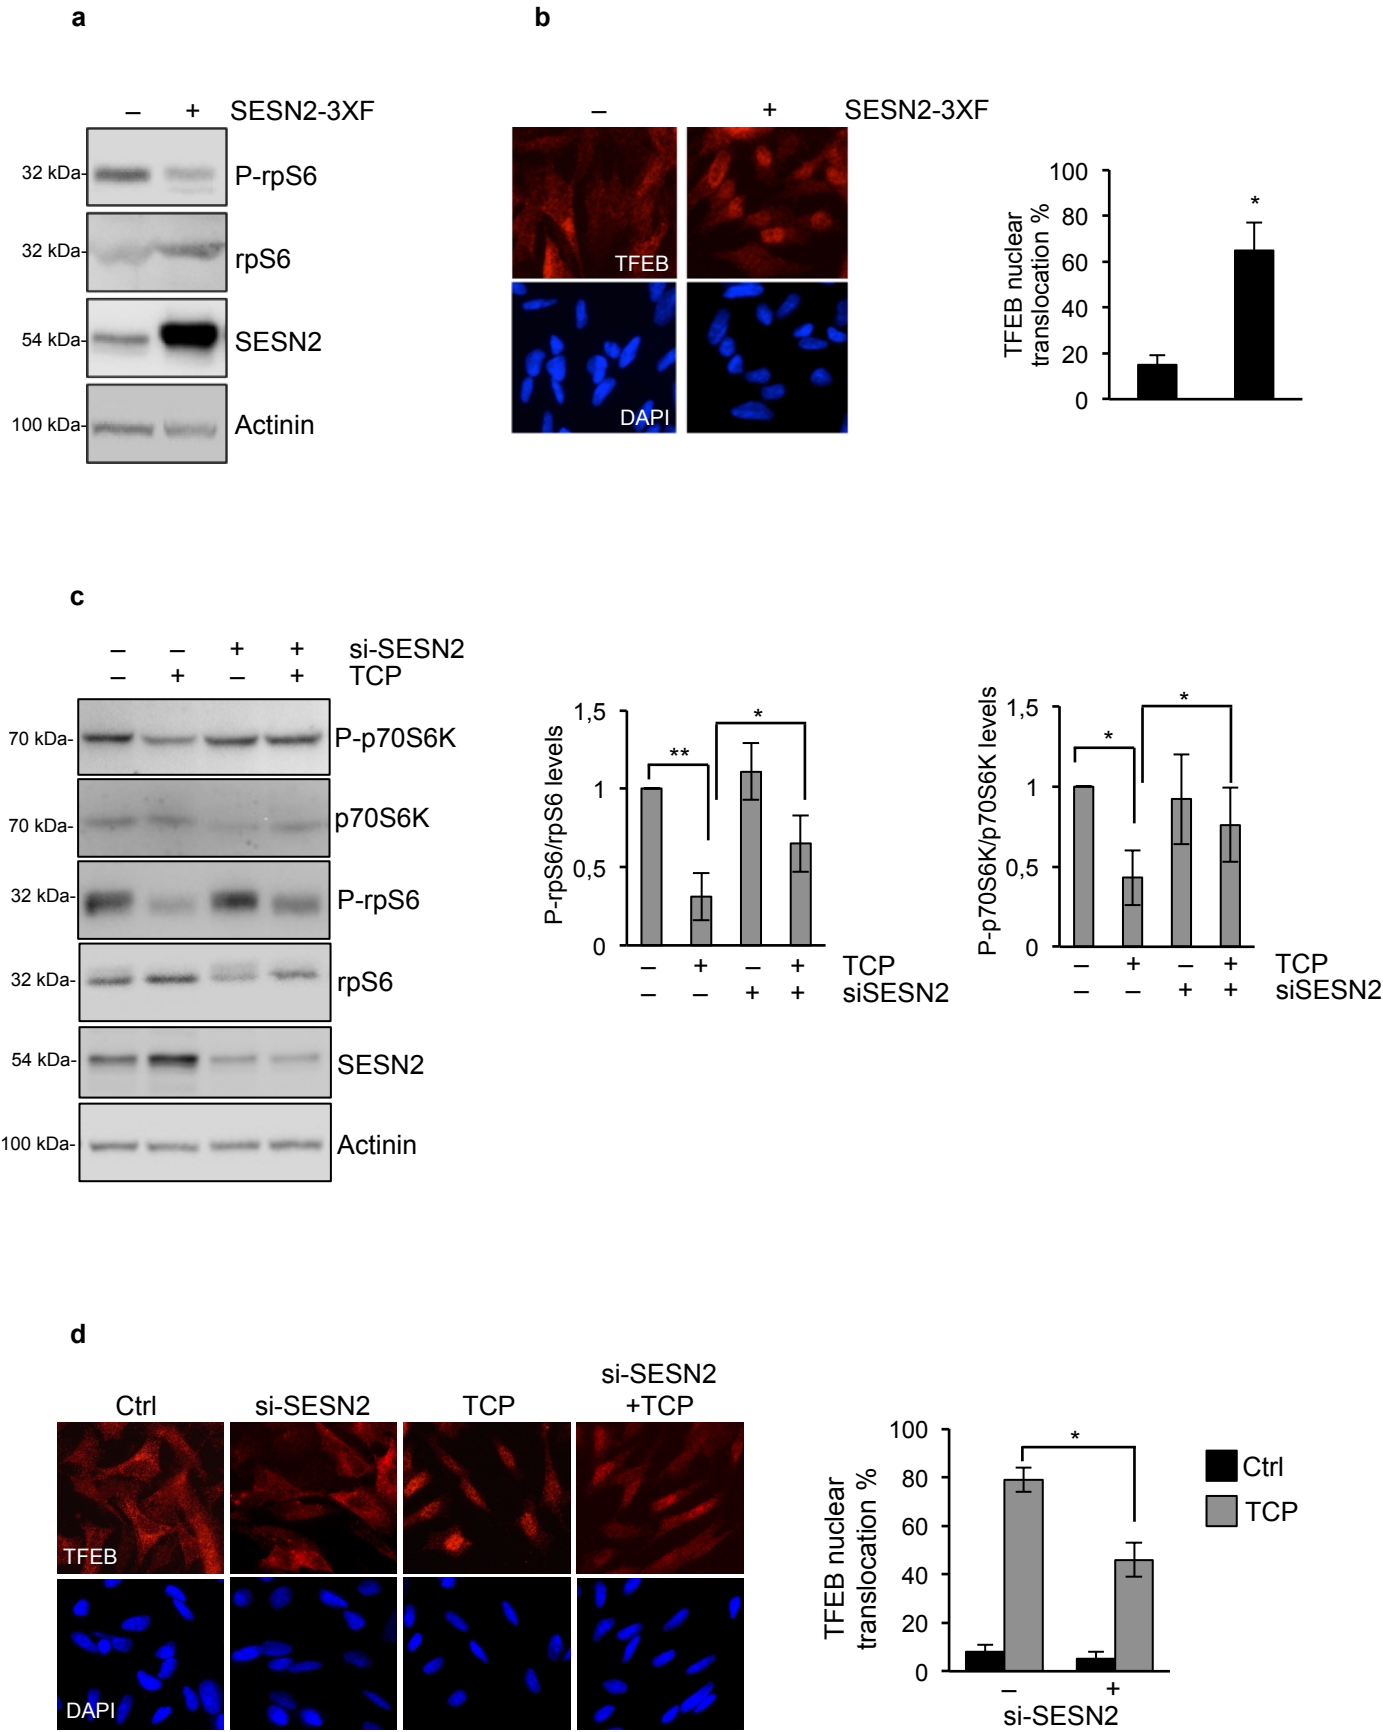 a
– + SESN2-3XF
32 kDa- P-rpS6
32 kDa- rpS6
54 kDa- SESN2
100 kDa- Actinin
b
– + SESN2-3XF
TFEB
DAPI
TFEB nuclear
translocation %
100
80
60
40
20
0
*
c
– – + + si-SESN2
– + – + TCP
70 kDa- P-p70S6K
70 kDa- p70S6K
32 kDa- P-rpS6
32 kDa- rpS6
54 kDa- SESN2
100 kDa- Actinin
P-rpS6/rpS6 levels
1,5
1
0,5
0
**
*
– + – + TCP
– – + + siSESN2
P-p70S6K/p70S6K levels
1,5
1
0,5
0
*
*
– + – + TCP
– – + + siSESN2
d
Ctrl
si-SESN2
TCP
si-SESN2
+TCP
TFEB
DAPI
TFEB nuclear
translocation %
100
80
60
40
20
0
*
– +
si-SESN2
Ctrl
TCP